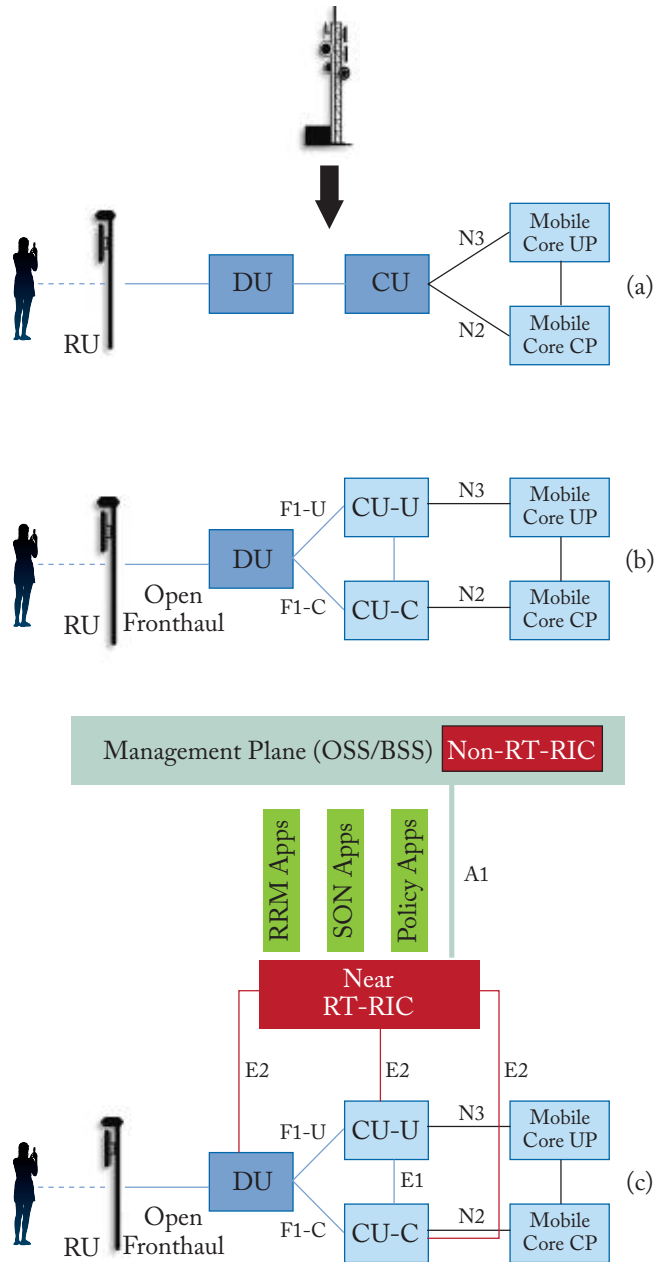 N3
Mobile
Core UP
DU
CU
(a)
RU
N2
Mobile
Core CP
F1-U
CU-U
N3
Mobile
Core UP
DU
(b)
Open
Fronthaul
RU
F1-C
CU-C
N2
Mobile
Core CP
Management Plane (OSS/BSS)
Non-RT-RIC
RRM Apps
SON Apps
Policy Apps
A1
Near
RT-RIC
E2
E2
E2
F1-U
CU-U
N3
Mobile
Core UP
DU
E1
(c)
Open
Fronthaul
RU
F1-C
CU-C
N2
Mobile
Core CP